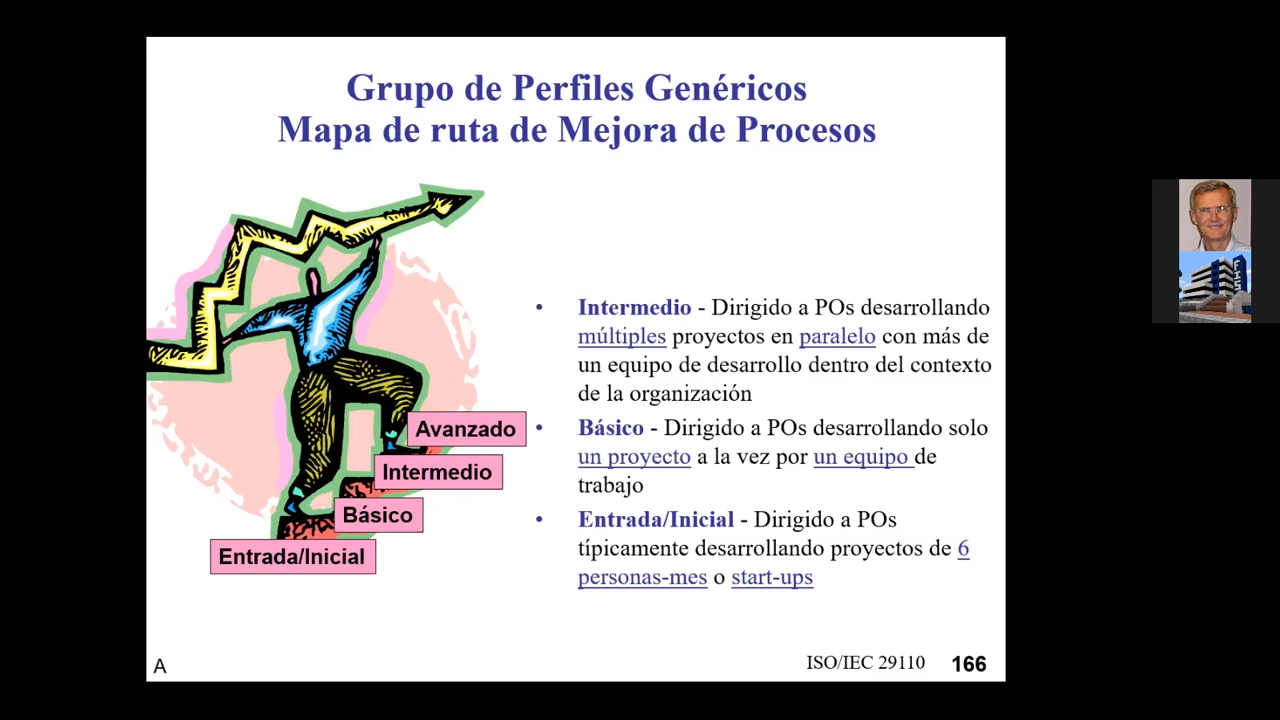 Grupo de Perfiles Genéricos
Mapa de ruta de Mejora de Procesos
Avanzado
Intermedio
Básico
Entrada/Inicial
• Intermedio - Dirigido a POs desarrollando
múltiples proyectos en paralelo con más de
un equipo de desarrollo dentro del contexto
de la organización
• Básico - Dirigido a POs desarrollando solo
un proyecto a la vez por un equipo de
trabajo
• Entrada/Inicial - Dirigido a POs
típicamente desarrollando proyectos de 6
personas-mes o start-ups
A
ISO/IEC 29110 166